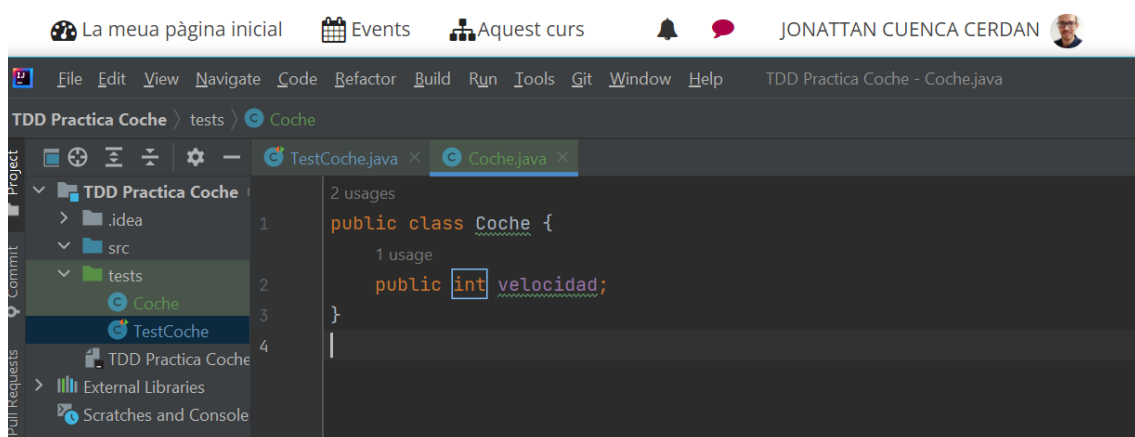 La meua pàgina inicial Events Aquest curs JONATTAN CUENCA CERDAN
File Edit View Navigate Code Refactor Build Run Tools Git Window Help TDD Practica Coche - Coche.java
TDD Practica Coche tests Coche
Project
TestCoche.java Coche.java
TDD Practica Coche
.idea
src
tests
Coche
TestCoche
TDD Practica Coche
External Libraries
Scratches and Console
Commit
Pull Requests
2 usages
1 public class Coche {
1 usage
2 public int velocidad;
3 }
4